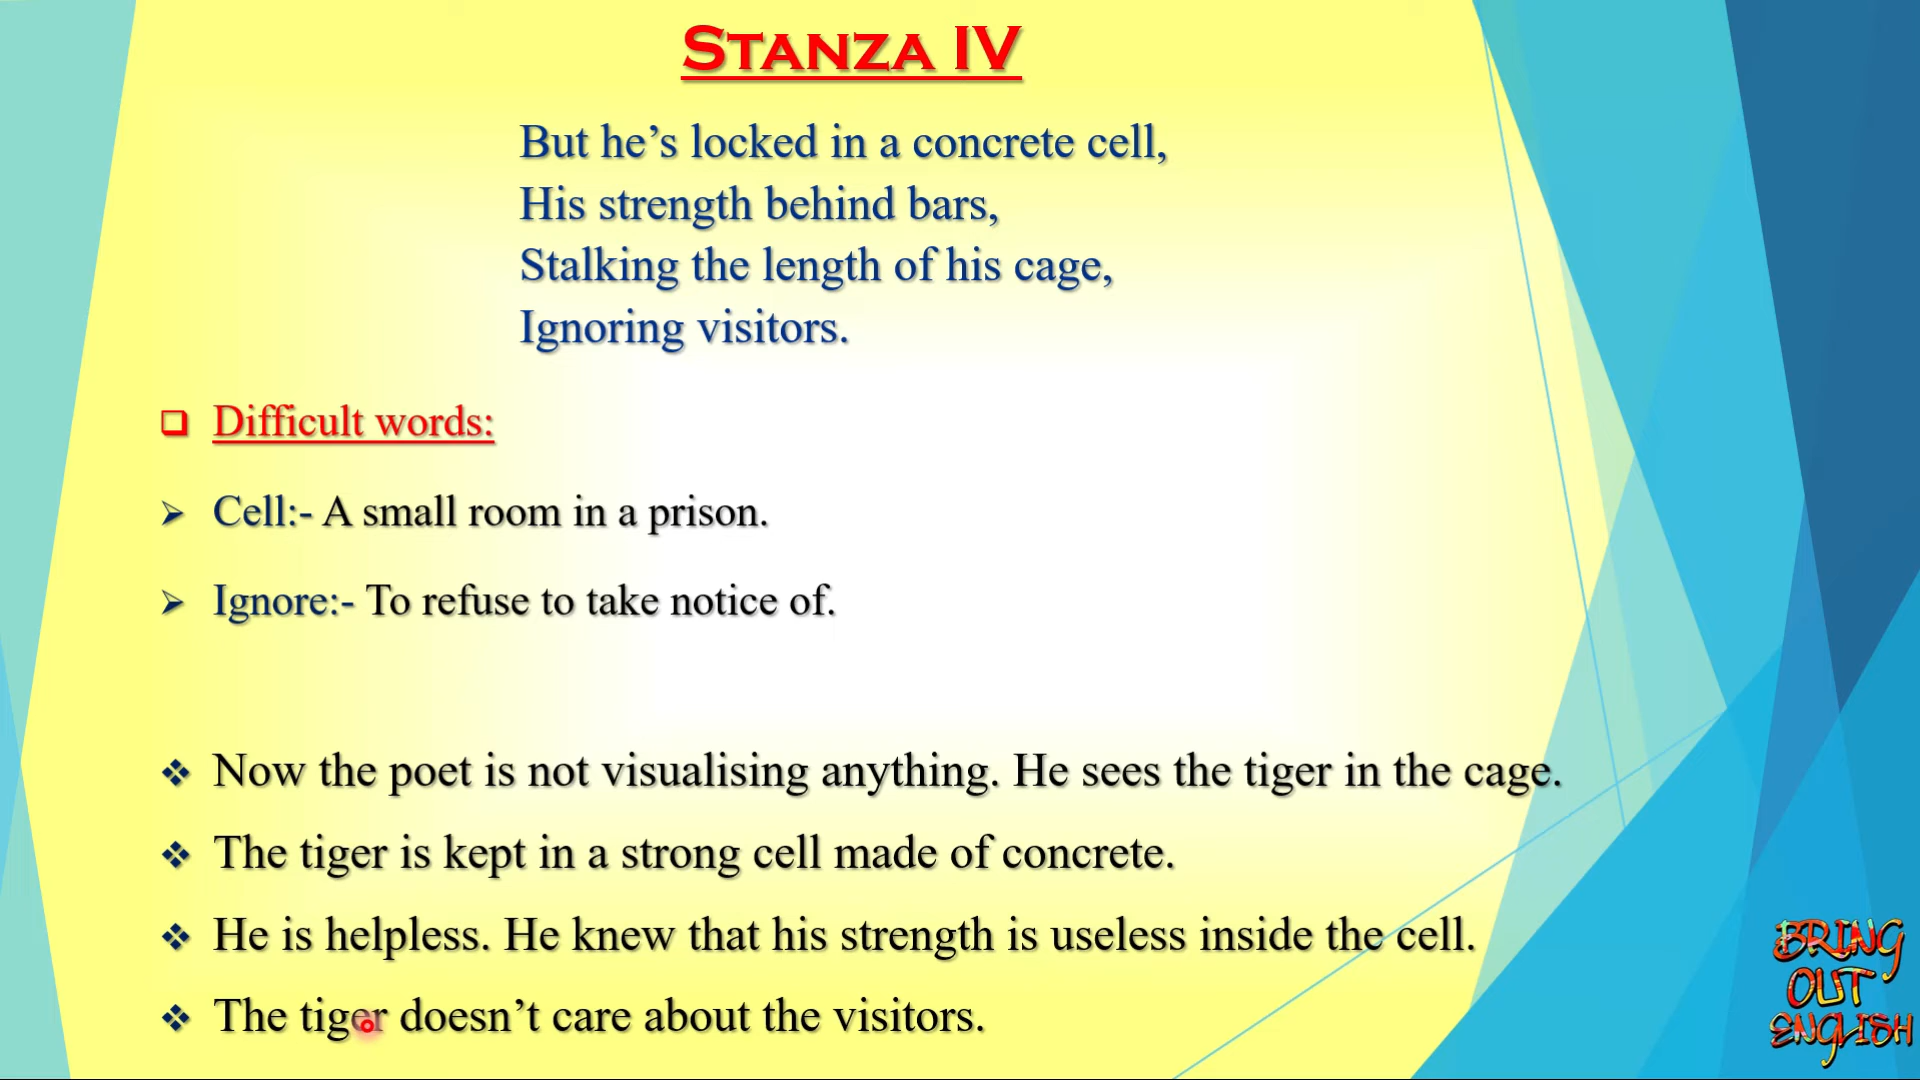 STANZA IV
But he’s locked in a concrete cell,
His strength behind bars,
Stalking the length of his cage,
Ignoring visitors.
Difficult words:
Cell:- A small room in a prison.
Ignore:- To refuse to take notice of.
Now the poet is not visualising anything. He sees the tiger in the cage.
The tiger is kept in a strong cell made of concrete.
He is helpless. He knew that his strength is useless inside the cell.
The tiger doesn’t care about the visitors.
BRING
OUT
ENGLISH